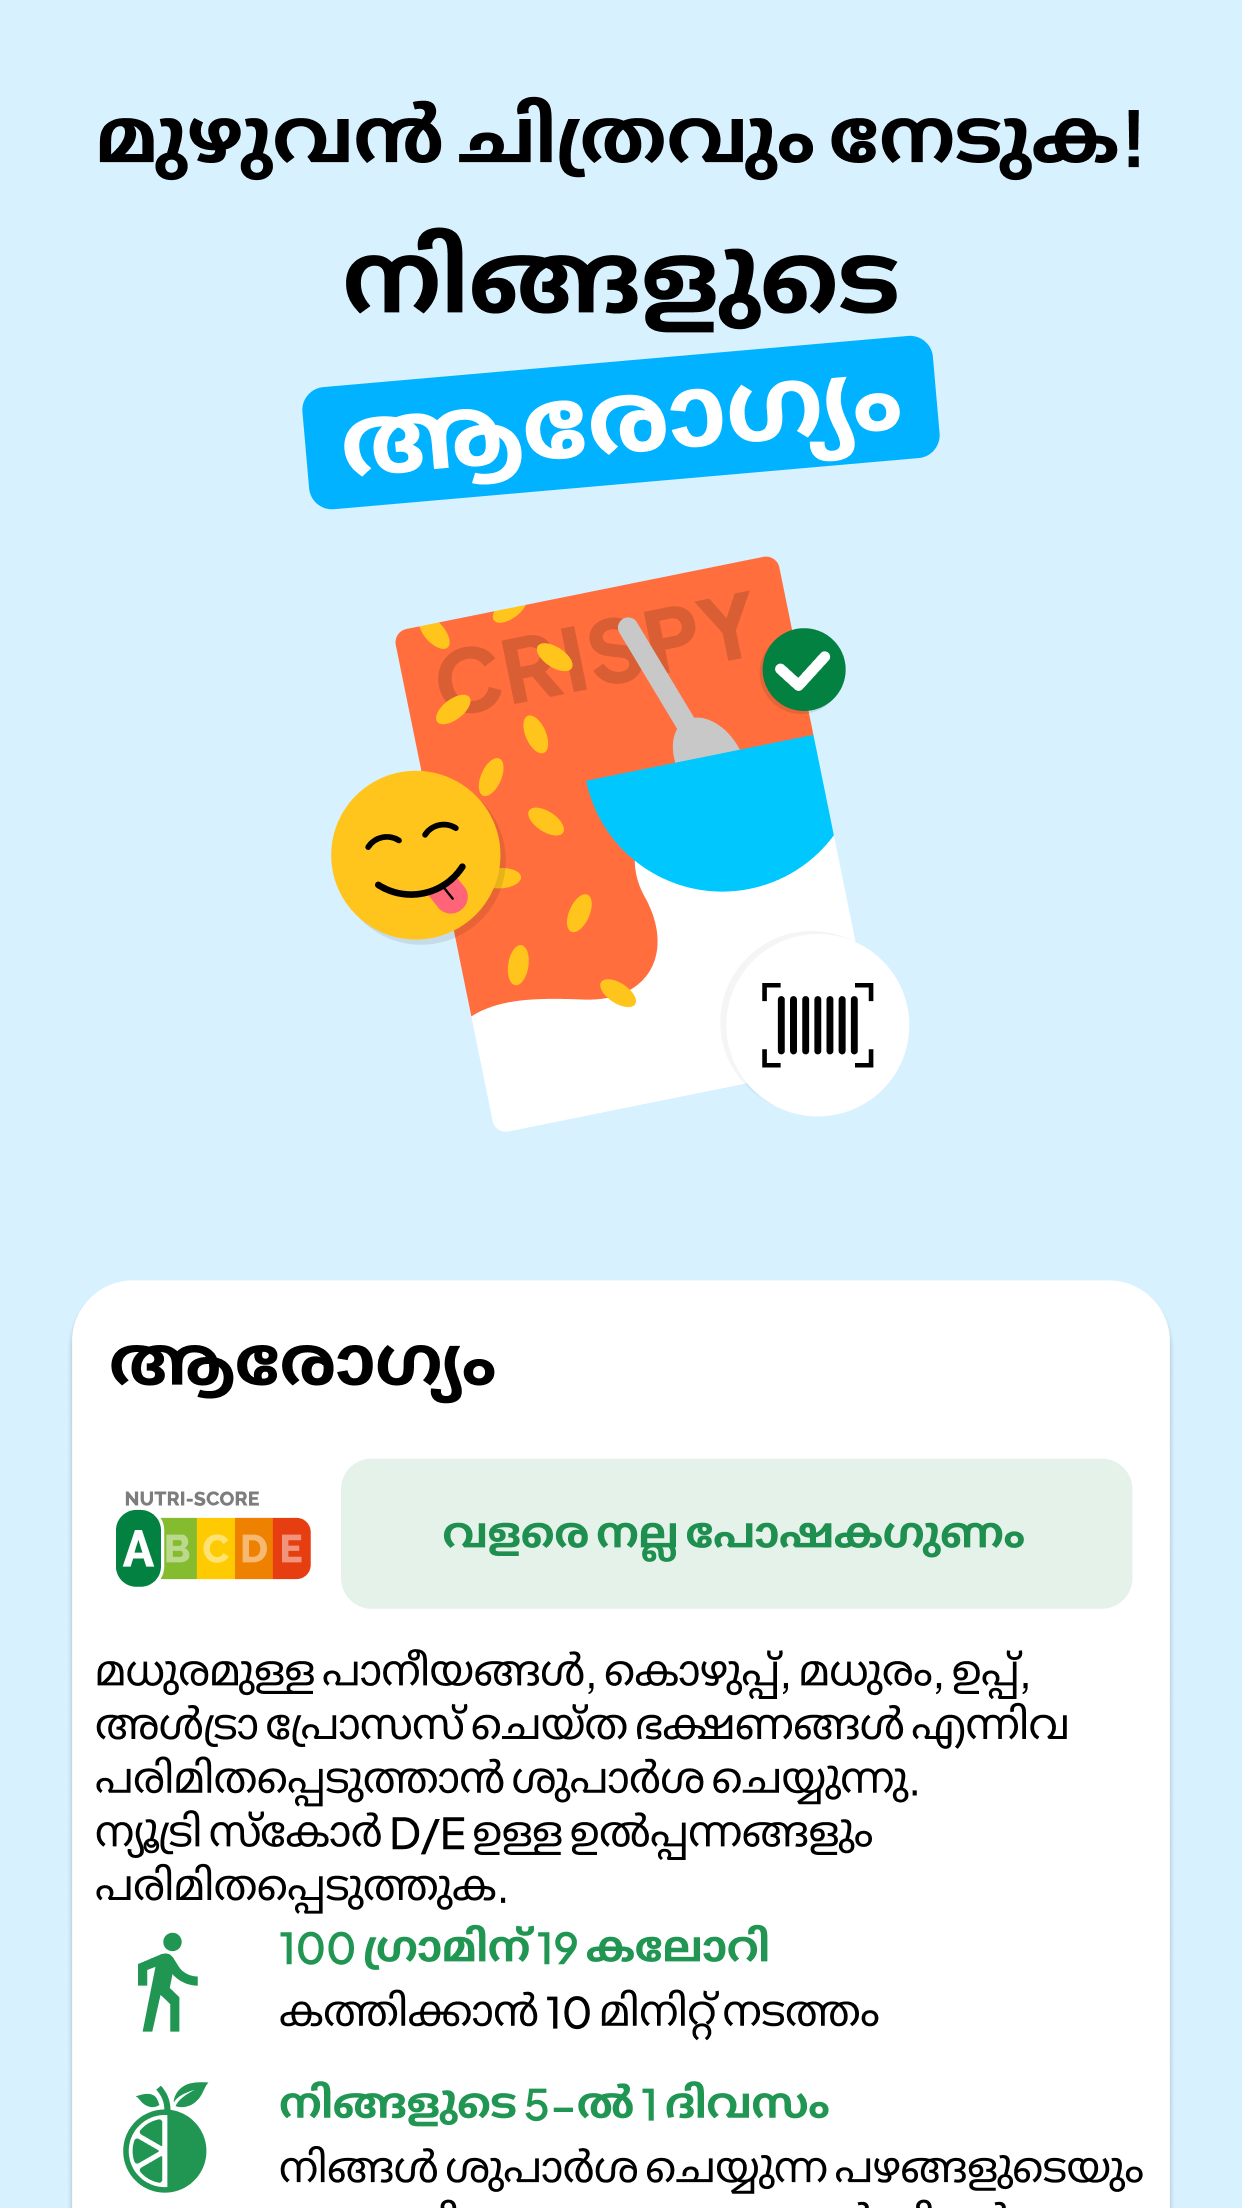 മുഴുവൻ ചിത്രവും നേടുക!
നിങ്ങളുടെ
ആരോഗ്യം
CRISPY
ആരോഗ്യം
NUTRI-SCORE
A B C D E
വളരെ നല്ല പോഷകഗുണം
മധുരമുള്ള പാനീയങ്ങൾ, കൊഴുപ്പ്, മധുരം, ഉപ്പ്,
അൾട്രാ പ്രോസസ് ചെയ്ത ഭക്ഷണങ്ങൾ എന്നിവ
പരിമിതപ്പെടുത്താൻ ശുപാർശ ചെയ്യുന്നു.
ന്യൂട്രി സ്കോർ D/E ഉള്ള ഉൽപ്പന്നങ്ങളും
പരിമിതപ്പെടുത്തുക.
100 ഗ്രാമിന് 19 കലോറി
കത്തിക്കാൻ 10 മിനിറ്റ് നടത്തം
നിങ്ങളുടെ 5-ൽ 1 ദിവസം
നിങ്ങൾ ശുപാർശ ചെയ്യുന്ന പഴങ്ങളുടെയും